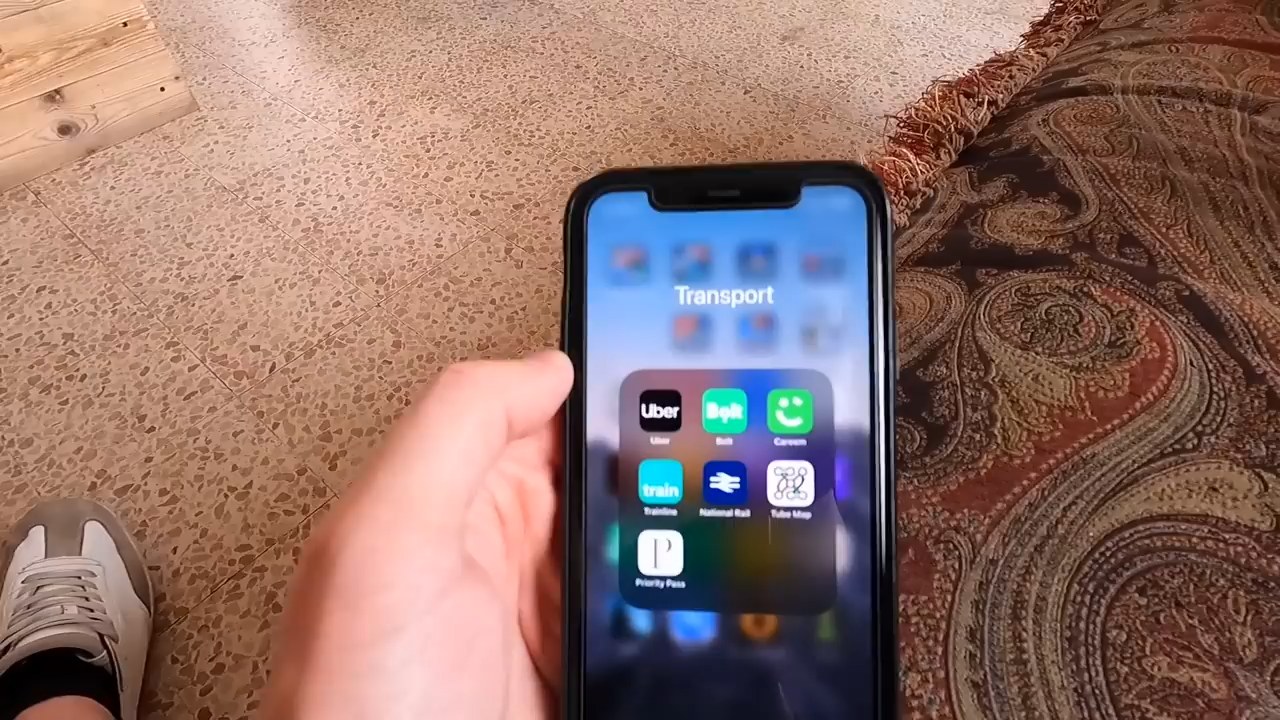 Transport
Uber
Bolt
Uber
Bolt
Careem
train
Trainline
National Rail
Tube Map
P
Priority Pass